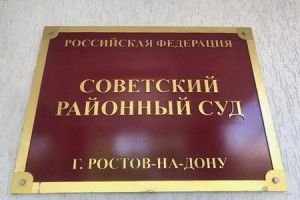 РОССИЙСКАЯ ФЕДЕРАЦИЯ
СОВЕТСКИЙ
РАЙОННЫЙ СУД
Г. РОСТОВ-НА-ДОНУ